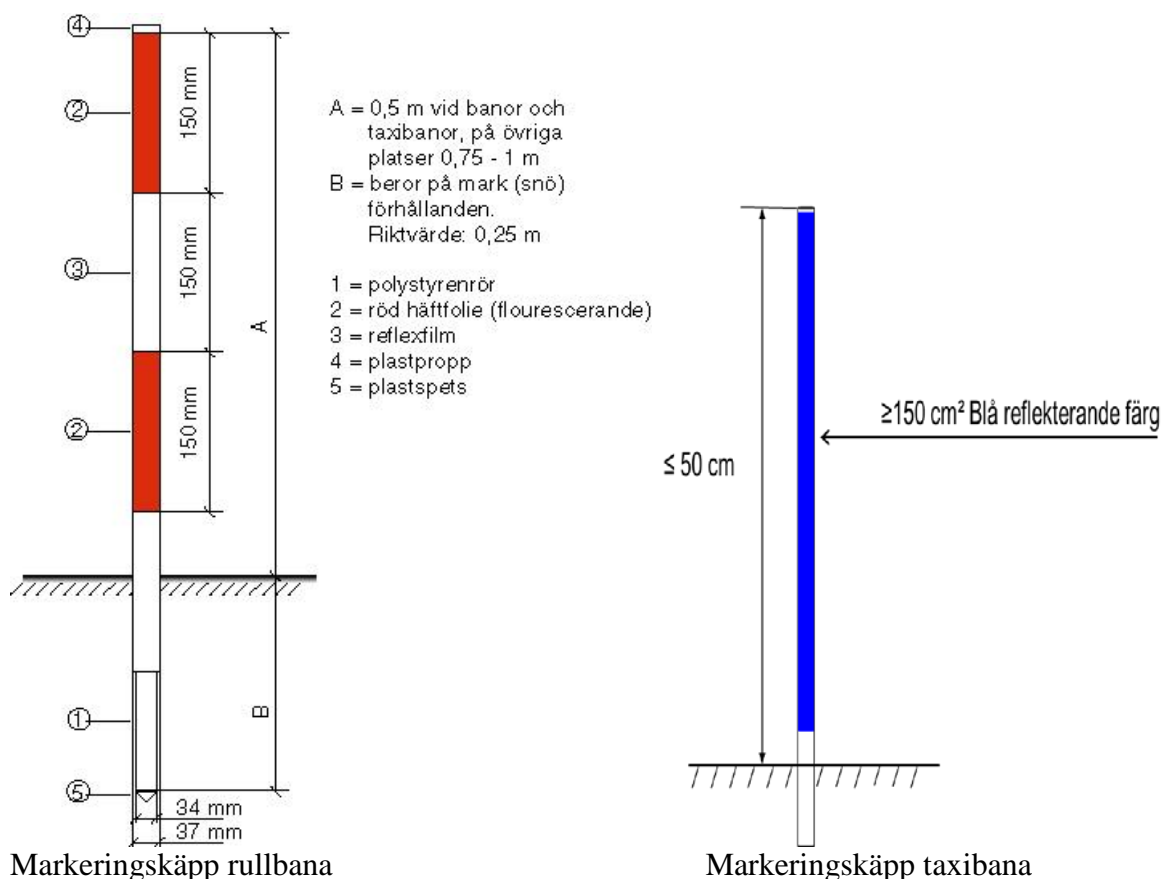 ④
②
150 mm
③
150 mm
②
150 mm
A
①
B
⑤
34 mm
37 mm
A = 0,5 m vid banor och
taxibanor, på övriga
platser 0,75 - 1 m
B = beror på mark (snö)
förhållanden.
Riktvärde: 0,25 m
1 = polystyrenrör
2 = röd häftfolie (flourescerande)
3 = reflexfilm
4 = plastpropp
5 = plastspets
≥150 cm² Blå reflekterande färg
≤ 50 cm
Markeringskäpp rullbana
Markeringskäpp taxibana